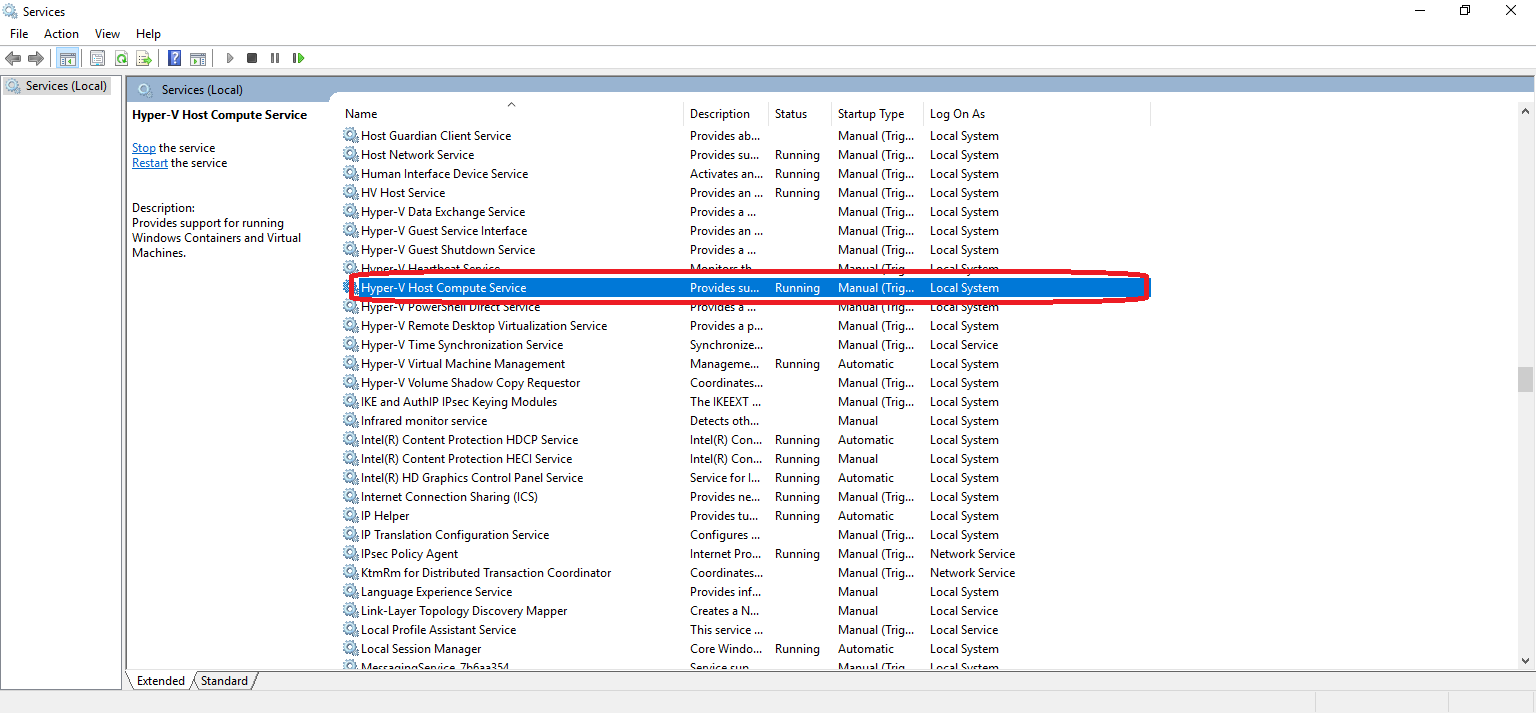 Services
File Action View Help
Services (Local)
Services (Local)
Hyper-V Host Compute Service
Stop the service
Restart the service
Description:
Provides support for running
Windows Containers and Virtual
Machines.
Name Description Status Startup Type Log On As
Host Guardian Client Service Provides ab... Manual (Trig... Local System
Host Network Service Provides su... Running Manual (Trig... Local System
Human Interface Device Service Activates an... Running Manual (Trig... Local System
HV Host Service Provides an ... Running Manual (Trig... Local System
Hyper-V Data Exchange Service Provides a ... Manual (Trig... Local System
Hyper-V Guest Service Interface Provides an ... Manual (Trig... Local System
Hyper-V Guest Shutdown Service Provides a ... Manual (Trig... Local System
Hyper-V Heartbeat Service Monitors th... Manual (Trig... Local System
Hyper-V Host Compute Service Provides su... Running Manual (Trig... Local System
Hyper-V PowerShell Direct Service Provides a ... Manual (Trig... Local System
Hyper-V Remote Desktop Virtualization Service Provides a p... Manual (Trig... Local System
Hyper-V Time Synchronization Service Synchronize... Manual (Trig... Local Service
Hyper-V Virtual Machine Management Manageme... Running Automatic Local System
Hyper-V Volume Shadow Copy Requestor Coordinates... Manual (Trig... Local System
IKE and AuthIP IPsec Keying Modules The IKEEXT ... Manual (Trig... Local System
Infrared monitor service Detects oth... Manual Local System
Intel(R) Content Protection HDCP Service Intel(R) Con... Running Automatic Local System
Intel(R) Content Protection HECI Service Intel(R) Con... Running Manual Local System
Intel(R) HD Graphics Control Panel Service Service for I... Running Automatic Local System
Internet Connection Sharing (ICS) Provides ne... Running Manual (Trig... Local System
IP Helper Provides tu... Running Automatic Local System
IP Translation Configuration Service Configures ... Manual (Trig... Local System
IPsec Policy Agent Internet Pro... Running Manual (Trig... Network Service
KtmRm for Distributed Transaction Coordinator Coordinates... Manual (Trig... Network Service
Language Experience Service Provides inf... Manual Local System
Link-Layer Topology Discovery Mapper Creates a N... Manual Local Service
Local Profile Assistant Service This service ... Manual (Trig... Local Service
Local Session Manager Core Windo... Running Automatic Local System
MessagingService_7b6aa354 Service sup... Manual (Trig... Local System
Extended Standard